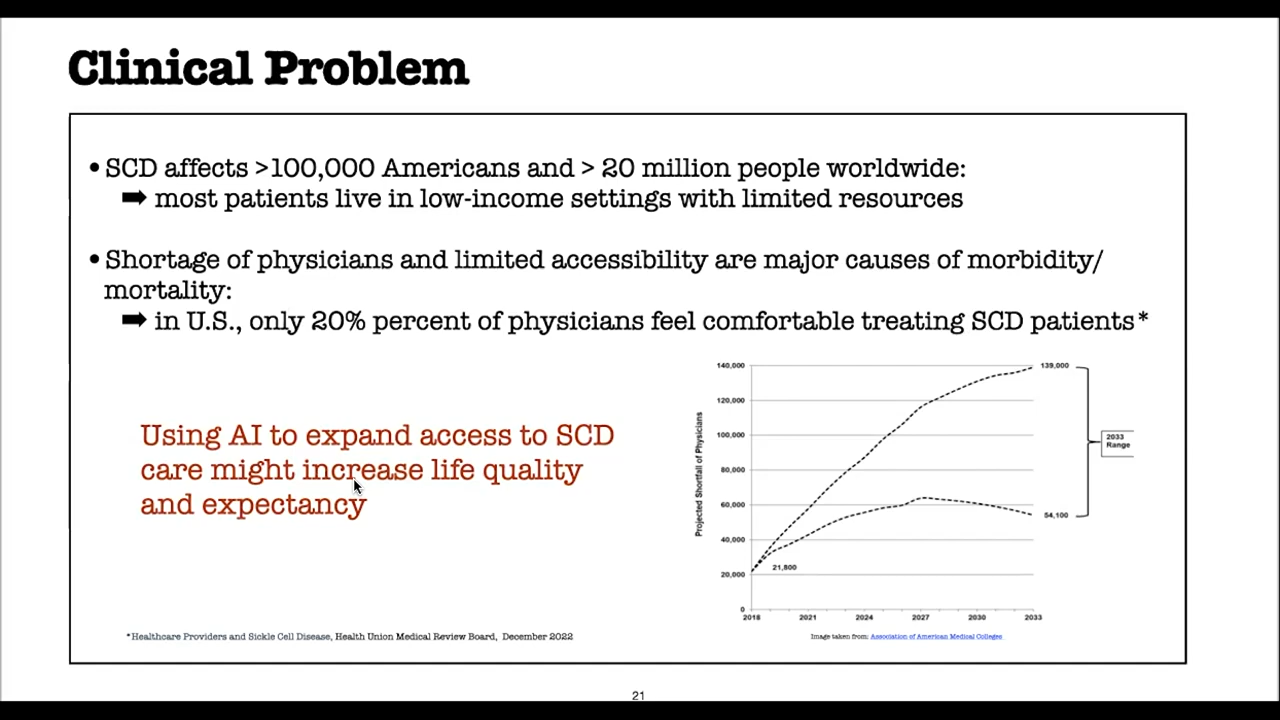 Clinical Problem
• SCD affects >100,000 Americans and > 20 million people worldwide:
➡ most patients live in low-income settings with limited resources
• Shortage of physicians and limited accessibility are major causes of morbidity/
mortality:
➡ in U.S., only 20% percent of physicians feel comfortable treating SCD patients*
Using AI to expand access to SCD
care might increase life quality
and expectancy
Projected Shortfall of Physicians
140,000
120,000
100,000
80,000
60,000
40,000
20,000
0
2018
2021
2024
2027
2030
2033
21,800
139,000
54,100
2033
Range
Image taken from: Association of American Medical Colleges
*Healthcare Providers and Sickle Cell Disease, Health Union Medical Review Board, December 2022
21